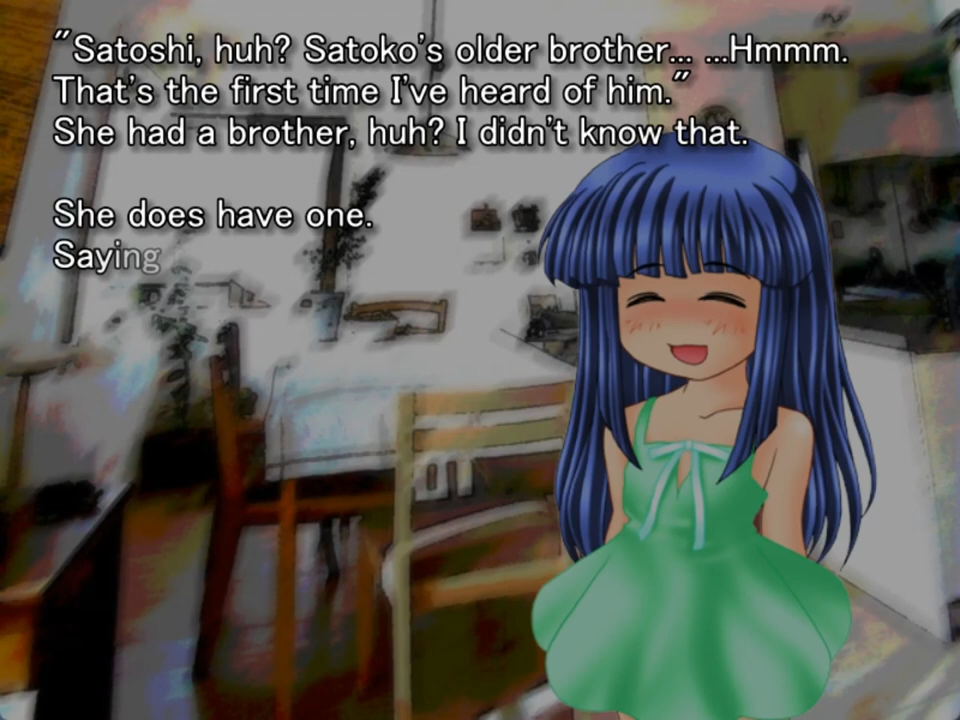 "Satoshi, huh? Satoko's older brother... ...Hmmm.
That's the first time I've heard of him."
She had a brother, huh? I didn't know that.
She does have one.
Saying